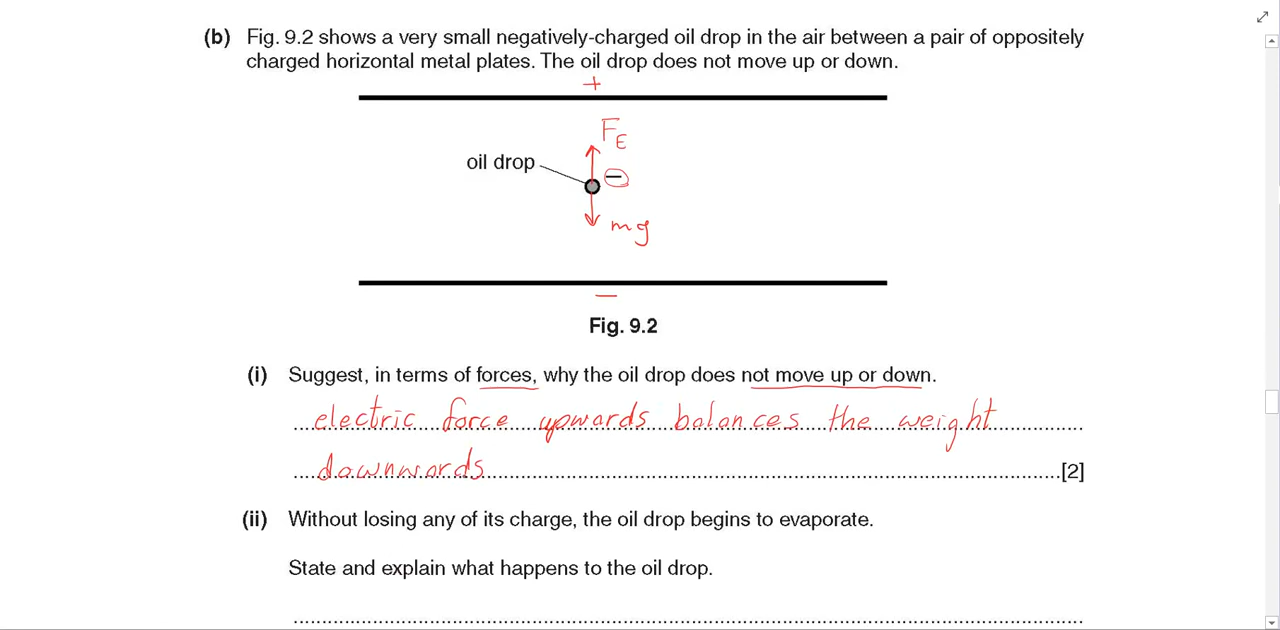 (b) Fig. 9.2 shows a very small negatively-charged oil drop in the air between a pair of oppositely
charged horizontal metal plates. The oil drop does not move up or down.
+
F_E
oil drop
−
mg
−
Fig. 9.2
(i) Suggest, in terms of forces, why the oil drop does not move up or down.
electric force upwards balances the weight
downwards [2]
(ii) Without losing any of its charge, the oil drop begins to evaporate.
State and explain what happens to the oil drop.